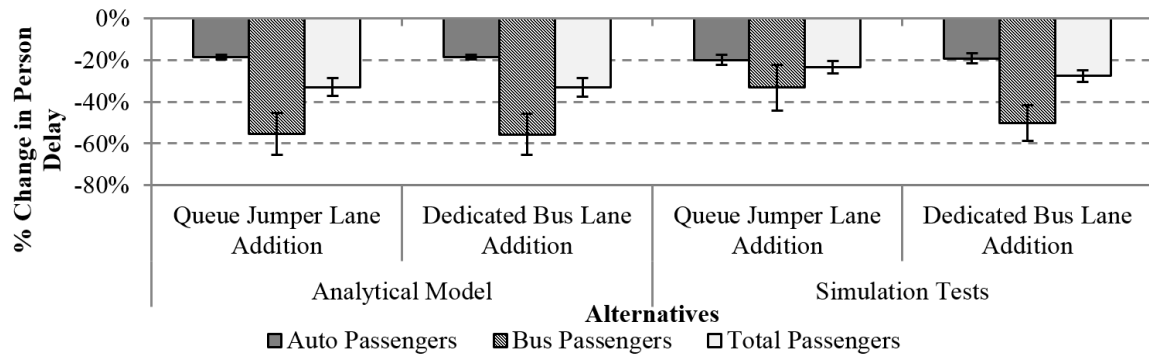 % Change in Person
Delay
0%
-20%
-40%
-60%
-80%
Queue Jumper Lane
Addition
Dedicated Bus Lane
Addition
Queue Jumper Lane
Addition
Dedicated Bus Lane
Addition
Analytical Model
Simulation Tests
Alternatives
Auto Passengers
Bus Passengers
Total Passengers